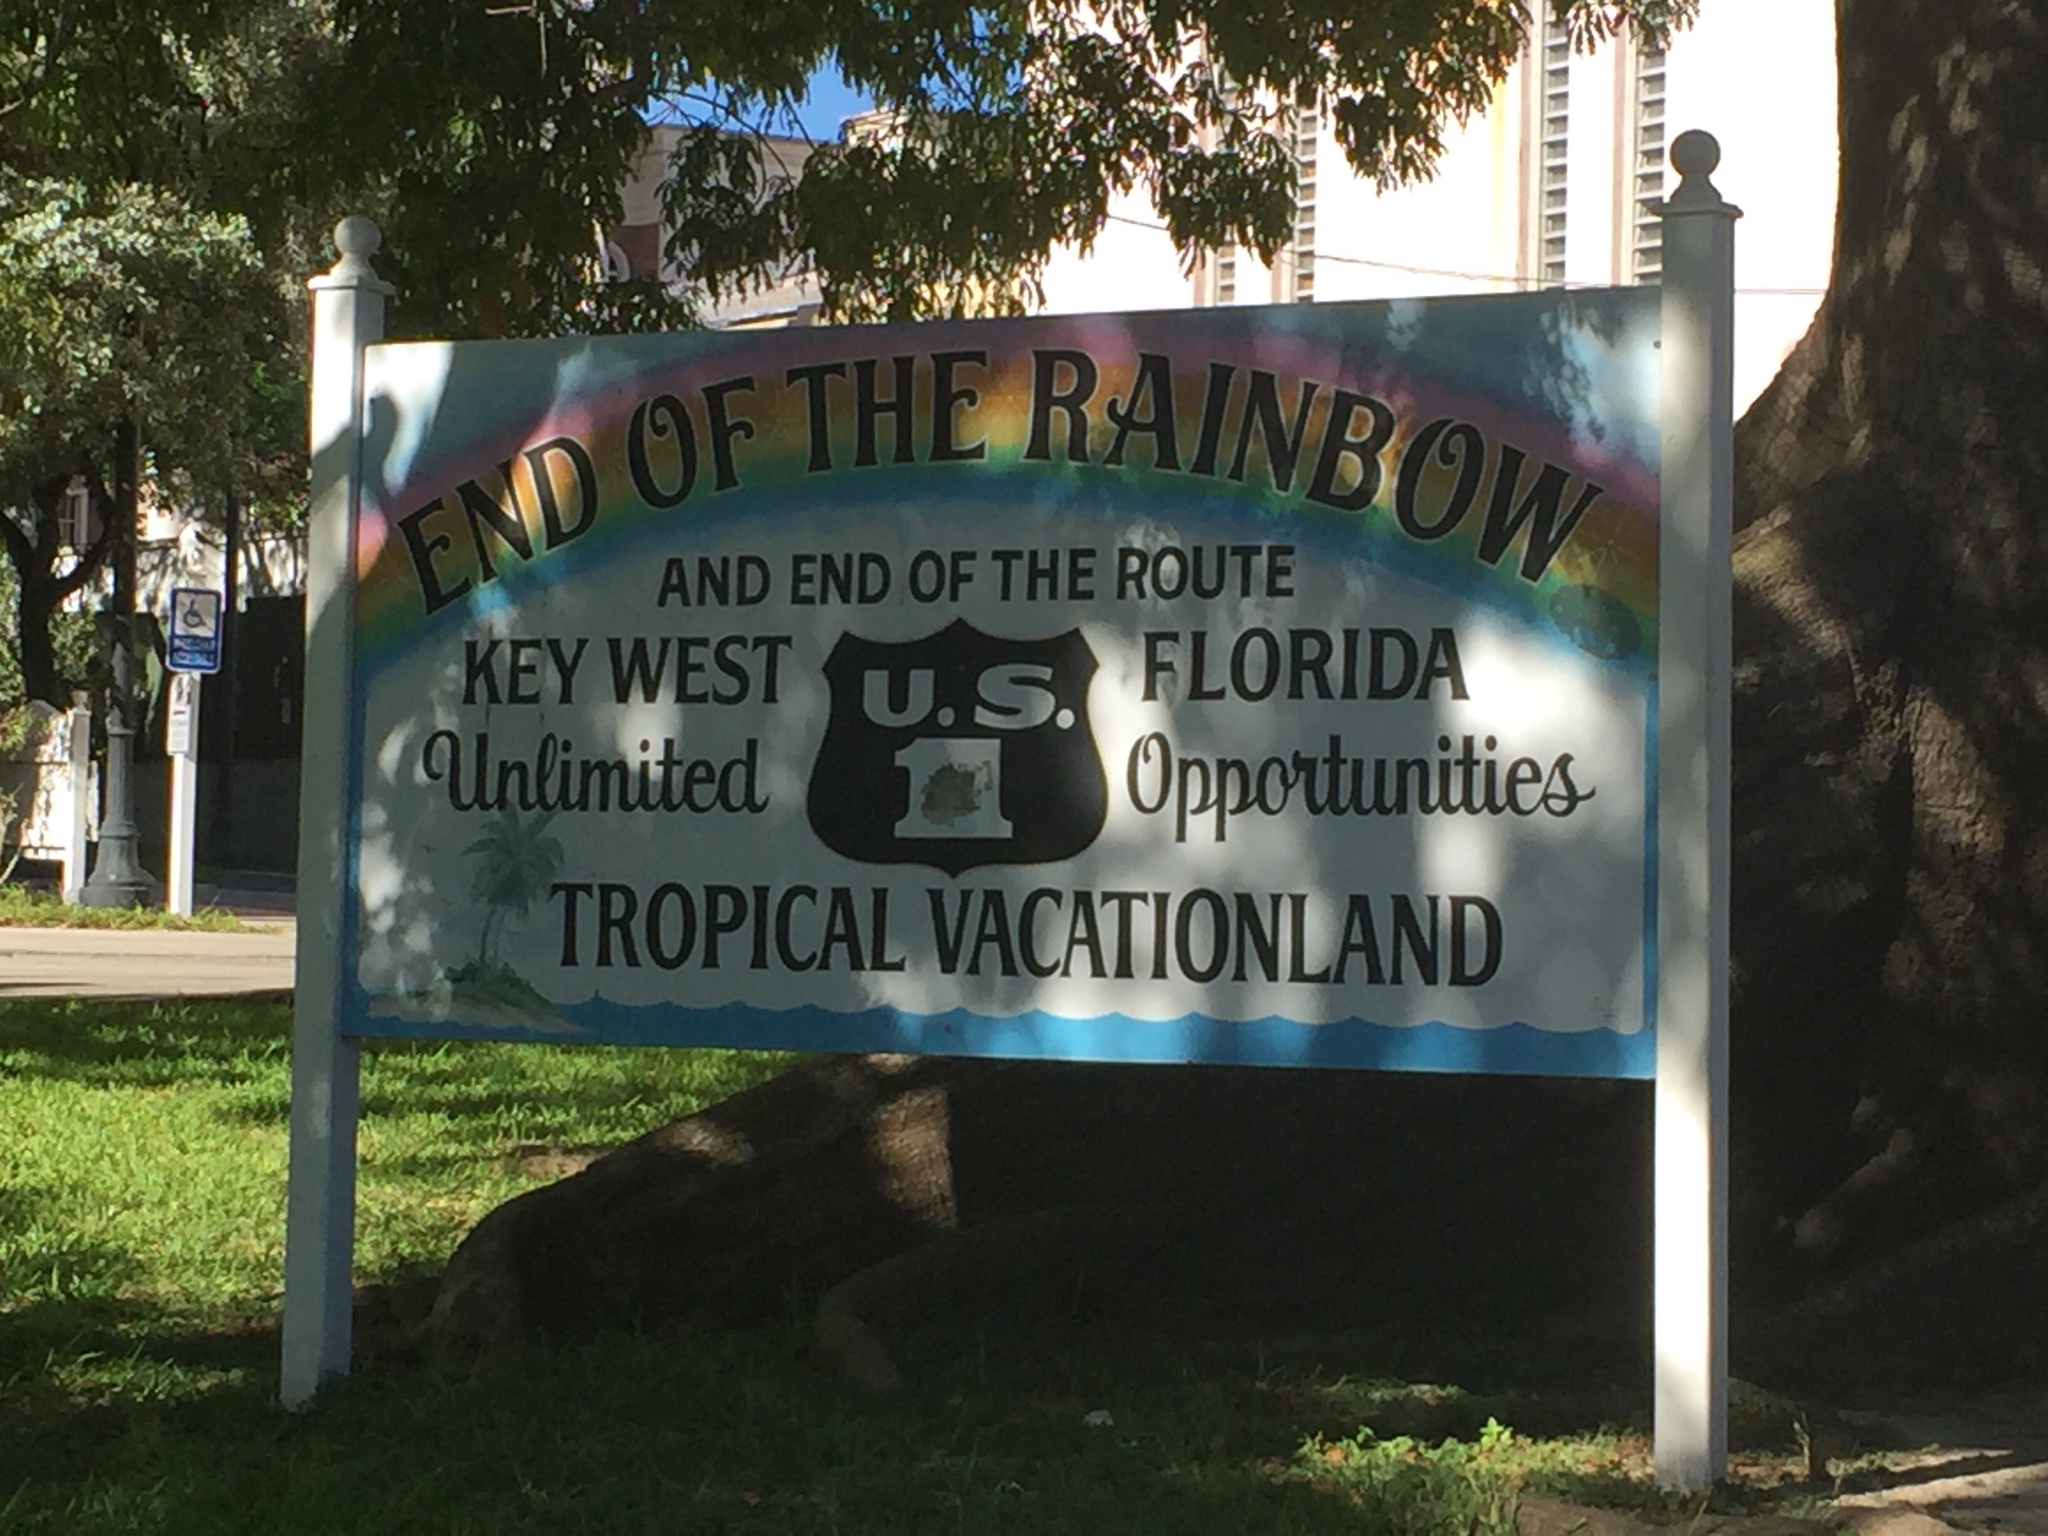 END OF THE RAINBOW
AND END OF THE ROUTE
KEY WEST U.S. FLORIDA
Unlimited 1 Opportunities
TROPICAL VACATIONLAND